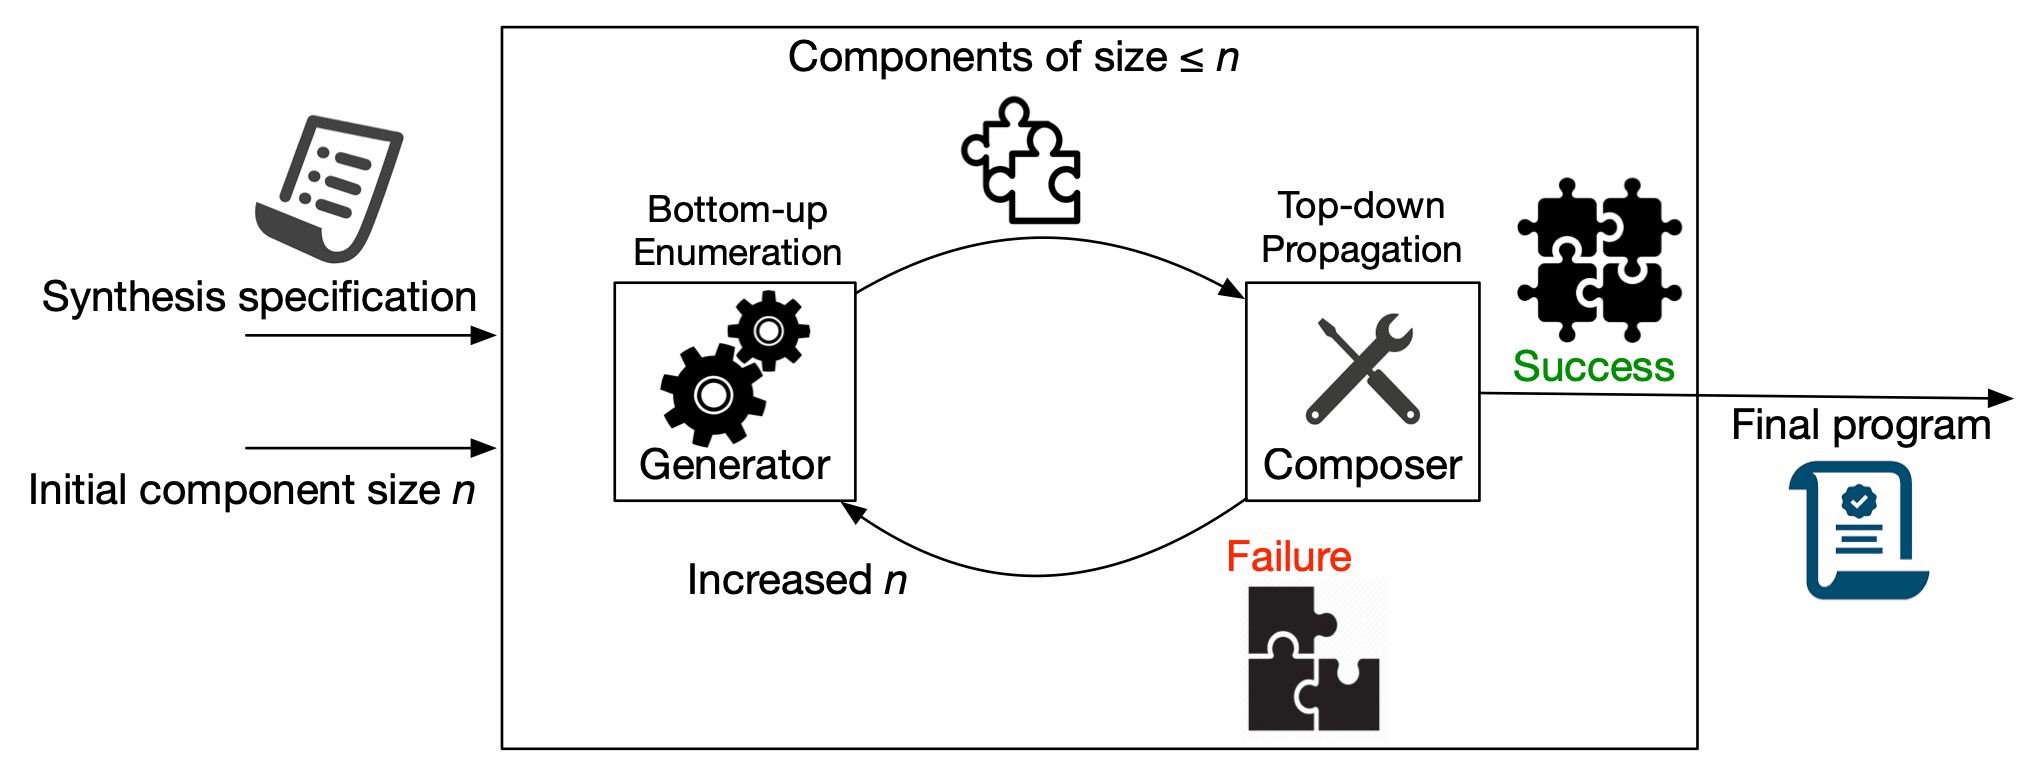 Components of size ≤ n
Bottom-up
Enumeration
Top-down
Propagation
Synthesis specification
Success
Final program
Generator
Composer
Initial component size n
Failure
Increased n